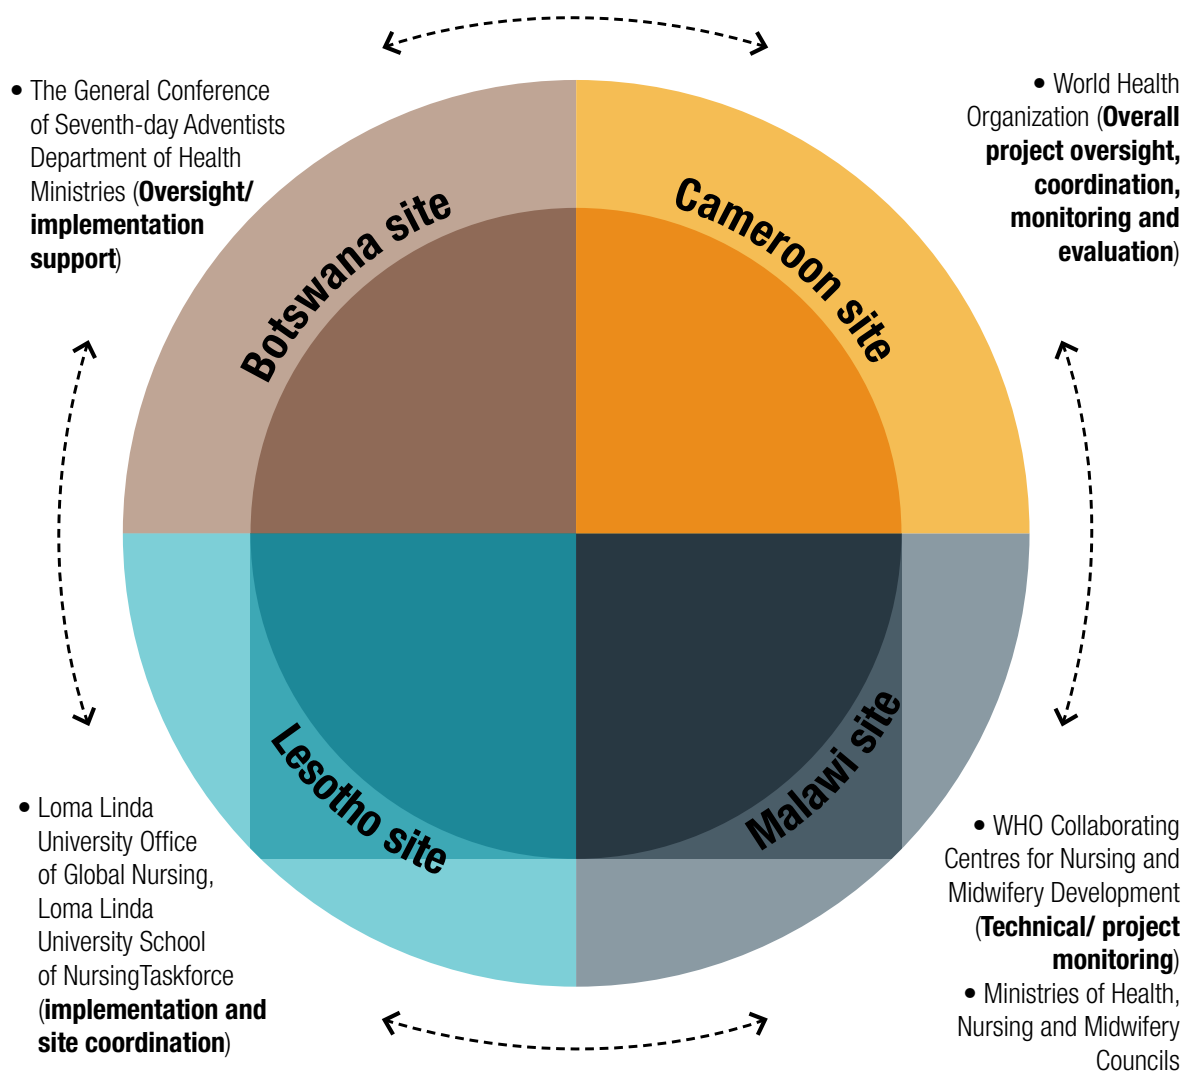 • The General Conference
of Seventh-day Adventists
Department of Health
Ministries (Oversight/
implementation
support)
• World Health
Organization (Overall
project oversight,
coordination,
monitoring and
evaluation)
Botswana site
Cameroon site
Lesotho site
Malawi site
• Loma Linda
University Office
of Global Nursing,
Loma Linda
University School
of NursingTaskforce
(implementation and
site coordination)
• WHO Collaborating
Centres for Nursing and
Midwifery Development
(Technical/ project
monitoring)
• Ministries of Health,
Nursing and Midwifery
Councils